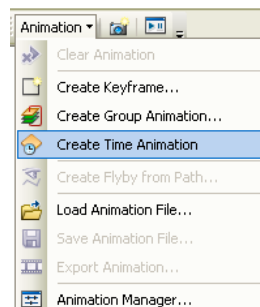 Animation
Clear Animation
Create Keyframe...
Create Group Animation...
Create Time Animation
Create Flyby from Path...
Load Animation File...
Save Animation File...
Export Animation...
Animation Manager...